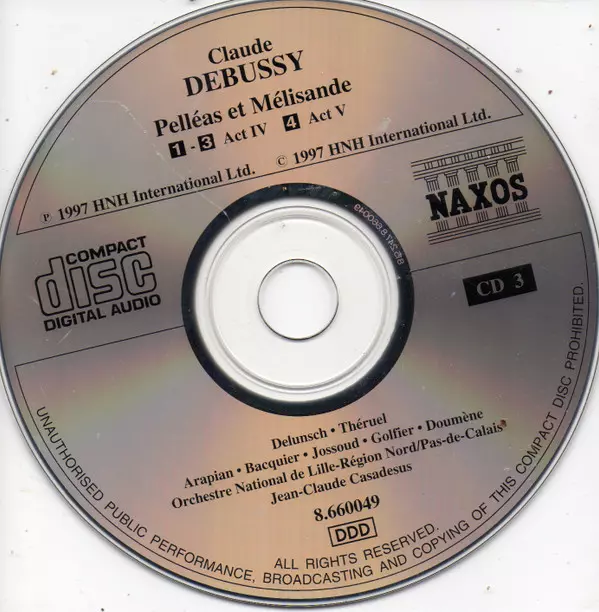 Claude
DEBUSSY
Pelléas et Mélisande
1 - 3 Act IV 4 Act V
℗ 1997 HNH International Ltd. © 1997 HNH International Ltd.
NAXOS
COMPACT
disc
DIGITAL AUDIO
CD 3
Delunsch · Théruel
Arapian · Bacquier · Jossoud · Golfier · Doumène
Orchestre National de Lille-Région Nord/Pas-de-Calais
Jean-Claude Casadesus
8.660049
DDD
ALL RIGHTS RESERVED.
UNAUTHORISED PUBLIC PERFORMANCE, BROADCASTING AND COPYING OF THIS COMPACT DISC PROHIBITED.